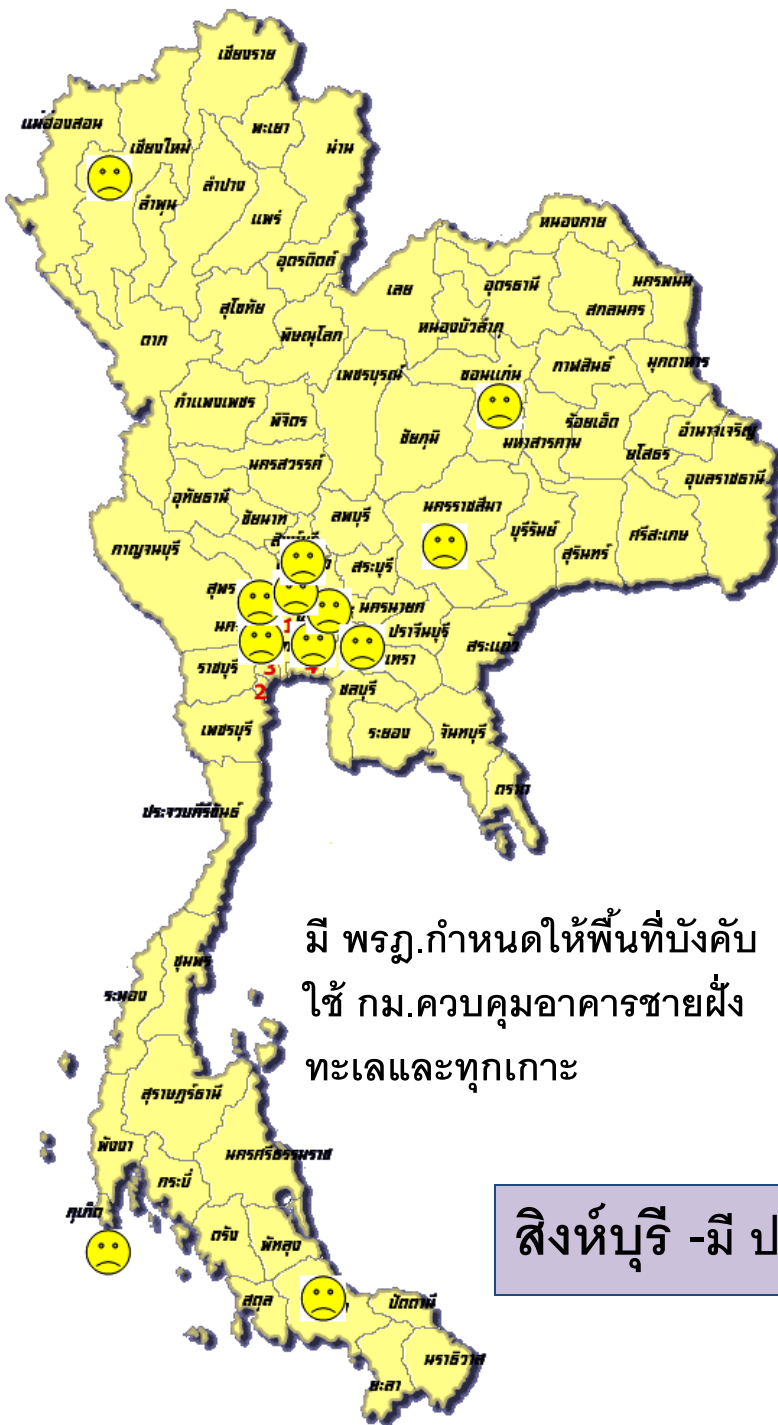 เชียงราย
แม่ฮ่องสอน
เชียงใหม่
พะเยา
น่าน
ลำปาง
ลำพูน
แพร่
อุตรดิตถ์
หนองคาย
เลย
อุดรธานี
นครพนม
สกลนคร
สุโขทัย
ตาก
พิษณุโลก
หนองบัวลำภู
เพชรบูรณ์
ขอนแก่น
กาฬสินธ์
มุกดาหาร
กำแพงเพชร
พิจิตร
ชัยภูมิ
มหาสารคาม
ร้อยเอ็ด
ยโสธร
อำนาจเจริญ
อุบลราชธานี
นครสวรรค์
อุทัยธานี
ชัยนาท
ลพบุรี
นครราชสีมา
บุรีรัมย์
สุรินทร์
ศรีสะเกษ
กาญจนบุรี
สระบุรี
สุพร
นครนายก
1
นค
ปราจีนบุรี
สระแก้ว
เทรา
ราชบุรี
3
4
2
ชลบุรี
เพชรบุรี
ระยอง
จันทบุรี
ตราด
ประจวบคีรีขันธ์
มี พรฎ.กำหนดให้พื้นที่บังคับ
ใช้ กม.ควบคุมอาคารชายฝั่ง
ทะเลและทุกเกาะ
ชุมพร
ระนอง
สุราษฎร์ธานี
พังงา
นครศรีธรรมราช
กระบี่
ภูเก็ต
ตรัง
พัทลุง
สิงห์บุรี -มี ป
สตูล
ปัตตานี
นราธิวาส
ยะลา